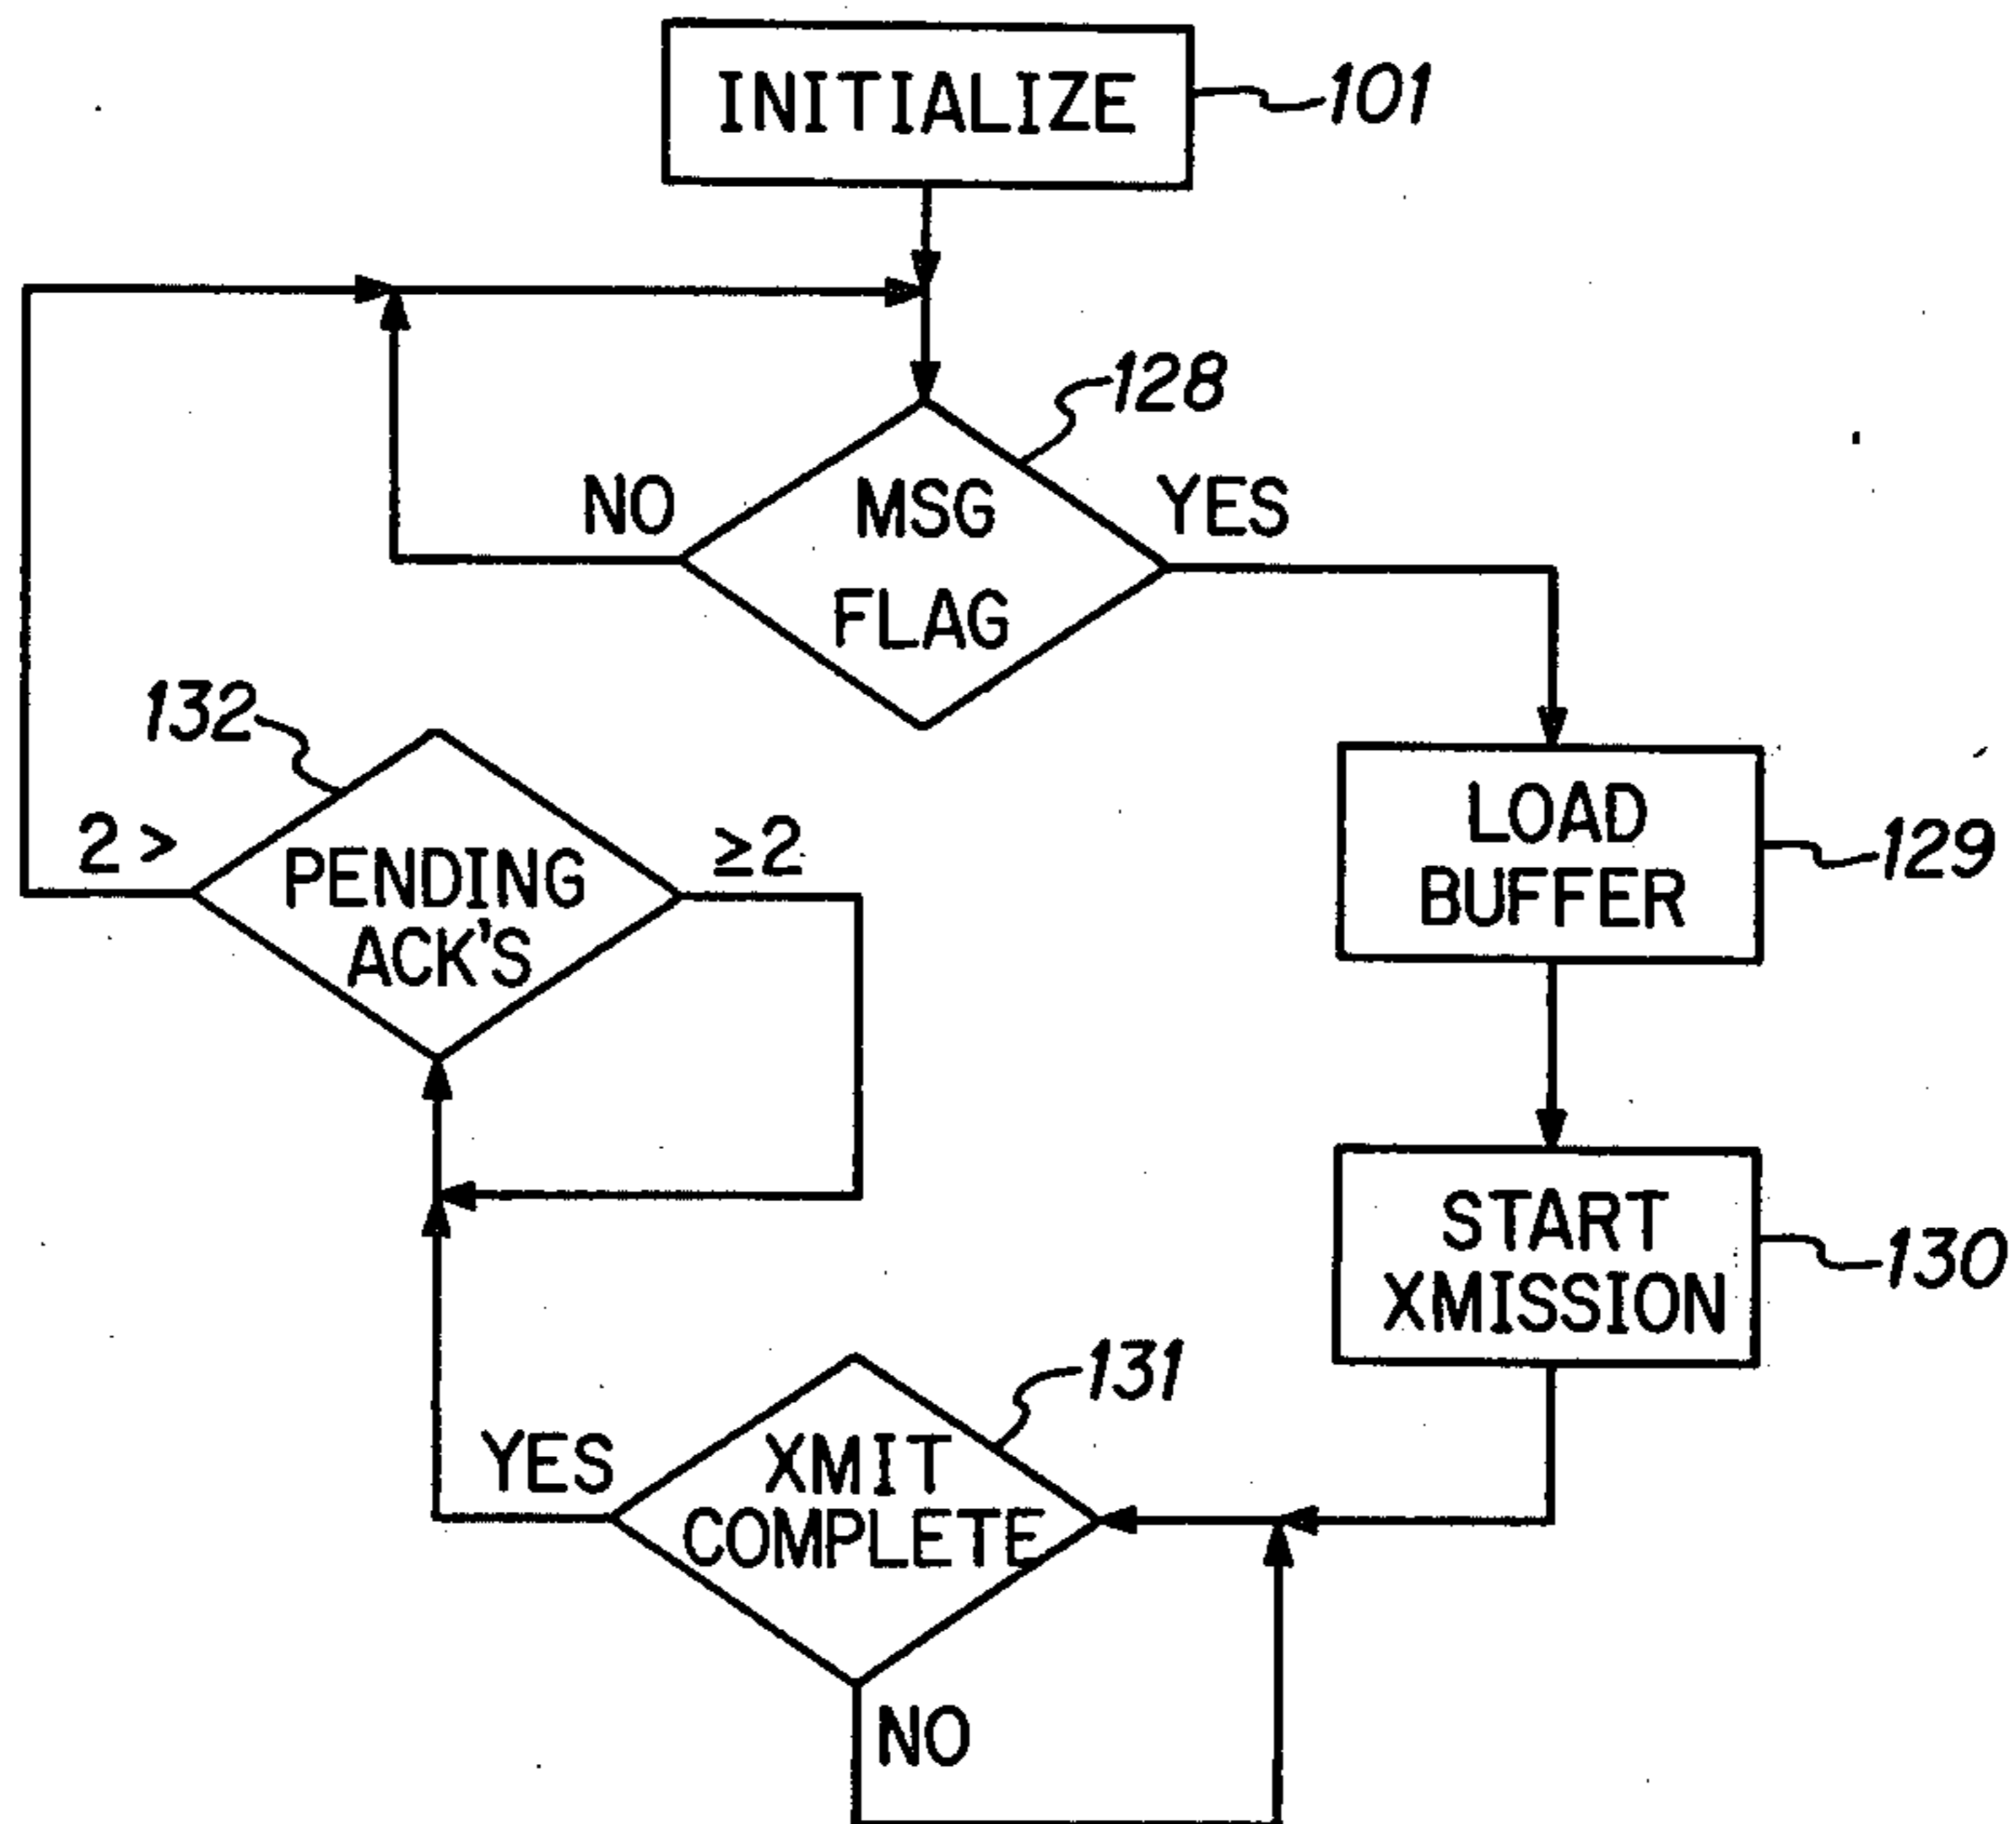 INITIALIZE
101
128
NO
MSG
FLAG
YES
132
2 >
PENDING
ACK'S
≥2
LOAD
BUFFER
129
START
XMISSION
130
131
YES
XMIT
COMPLETE
NO